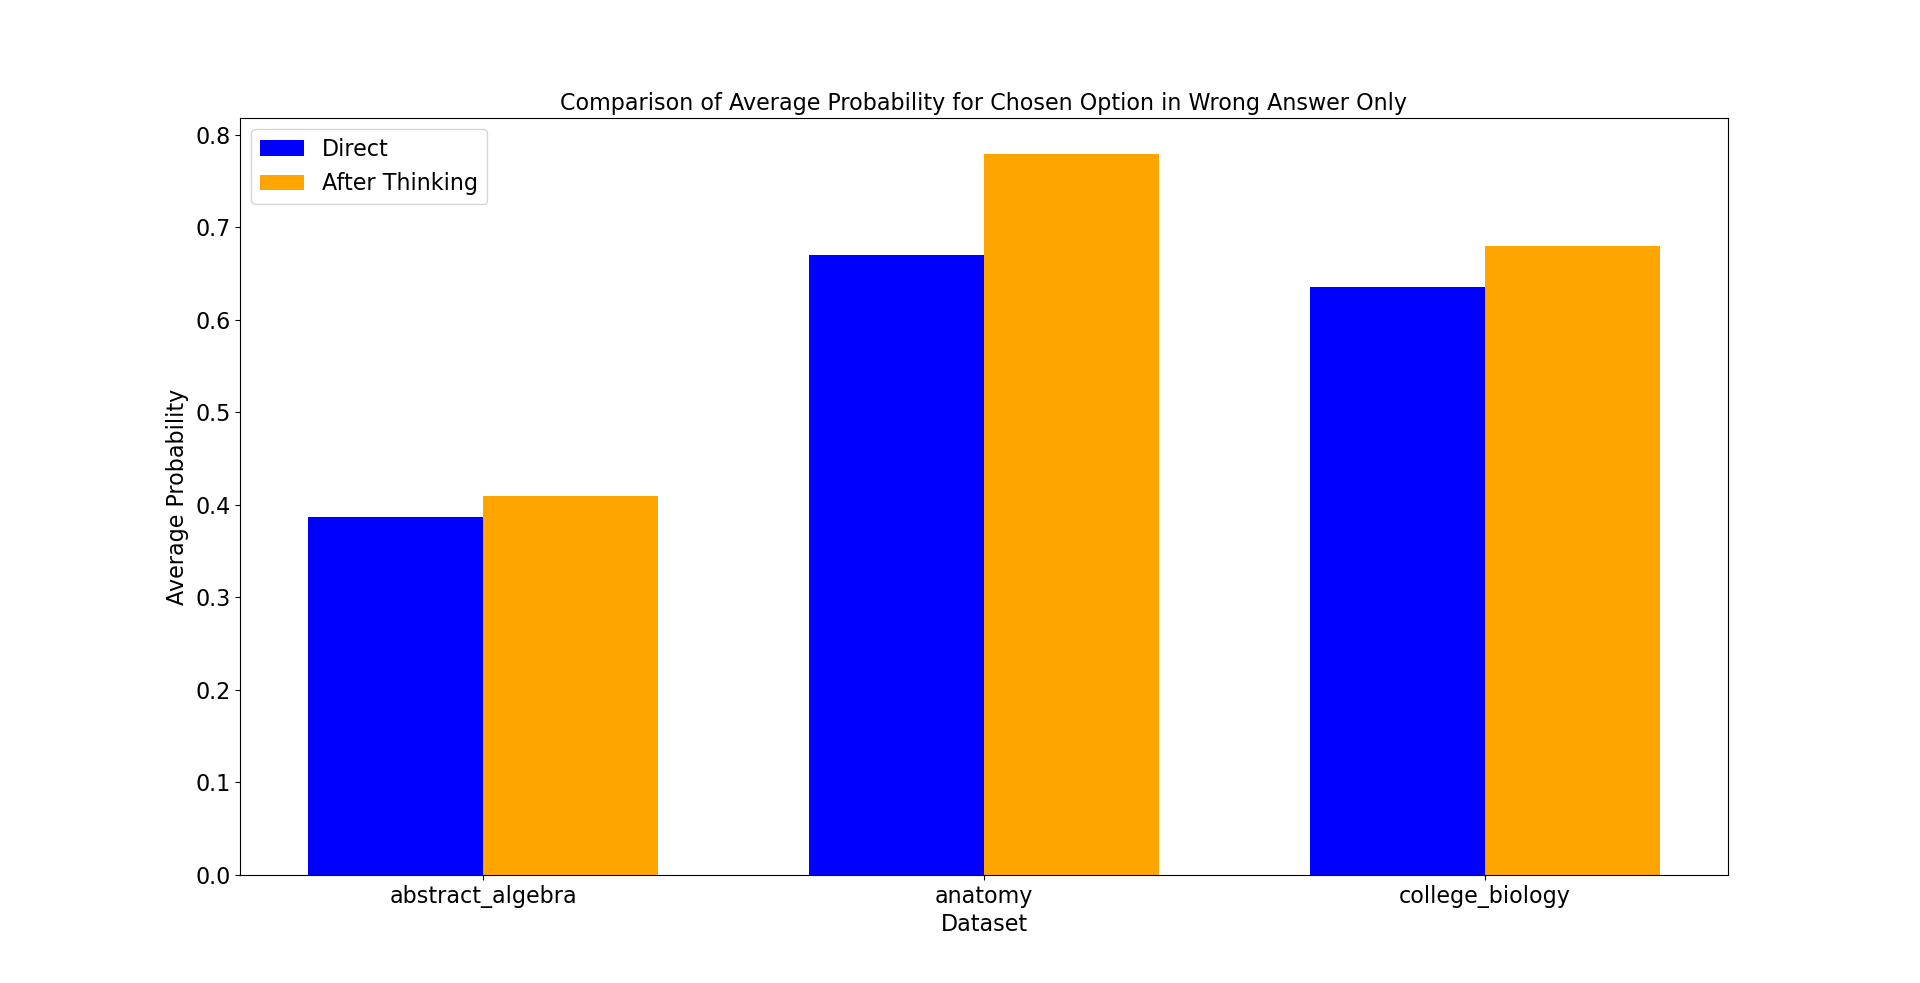 Comparison of Average Probability for Chosen Option in Wrong Answer Only
Direct
After Thinking
Average Probability
0.8
0.7
0.6
0.5
0.4
0.3
0.2
0.1
0.0
abstract_algebra
anatomy
college_biology
Dataset